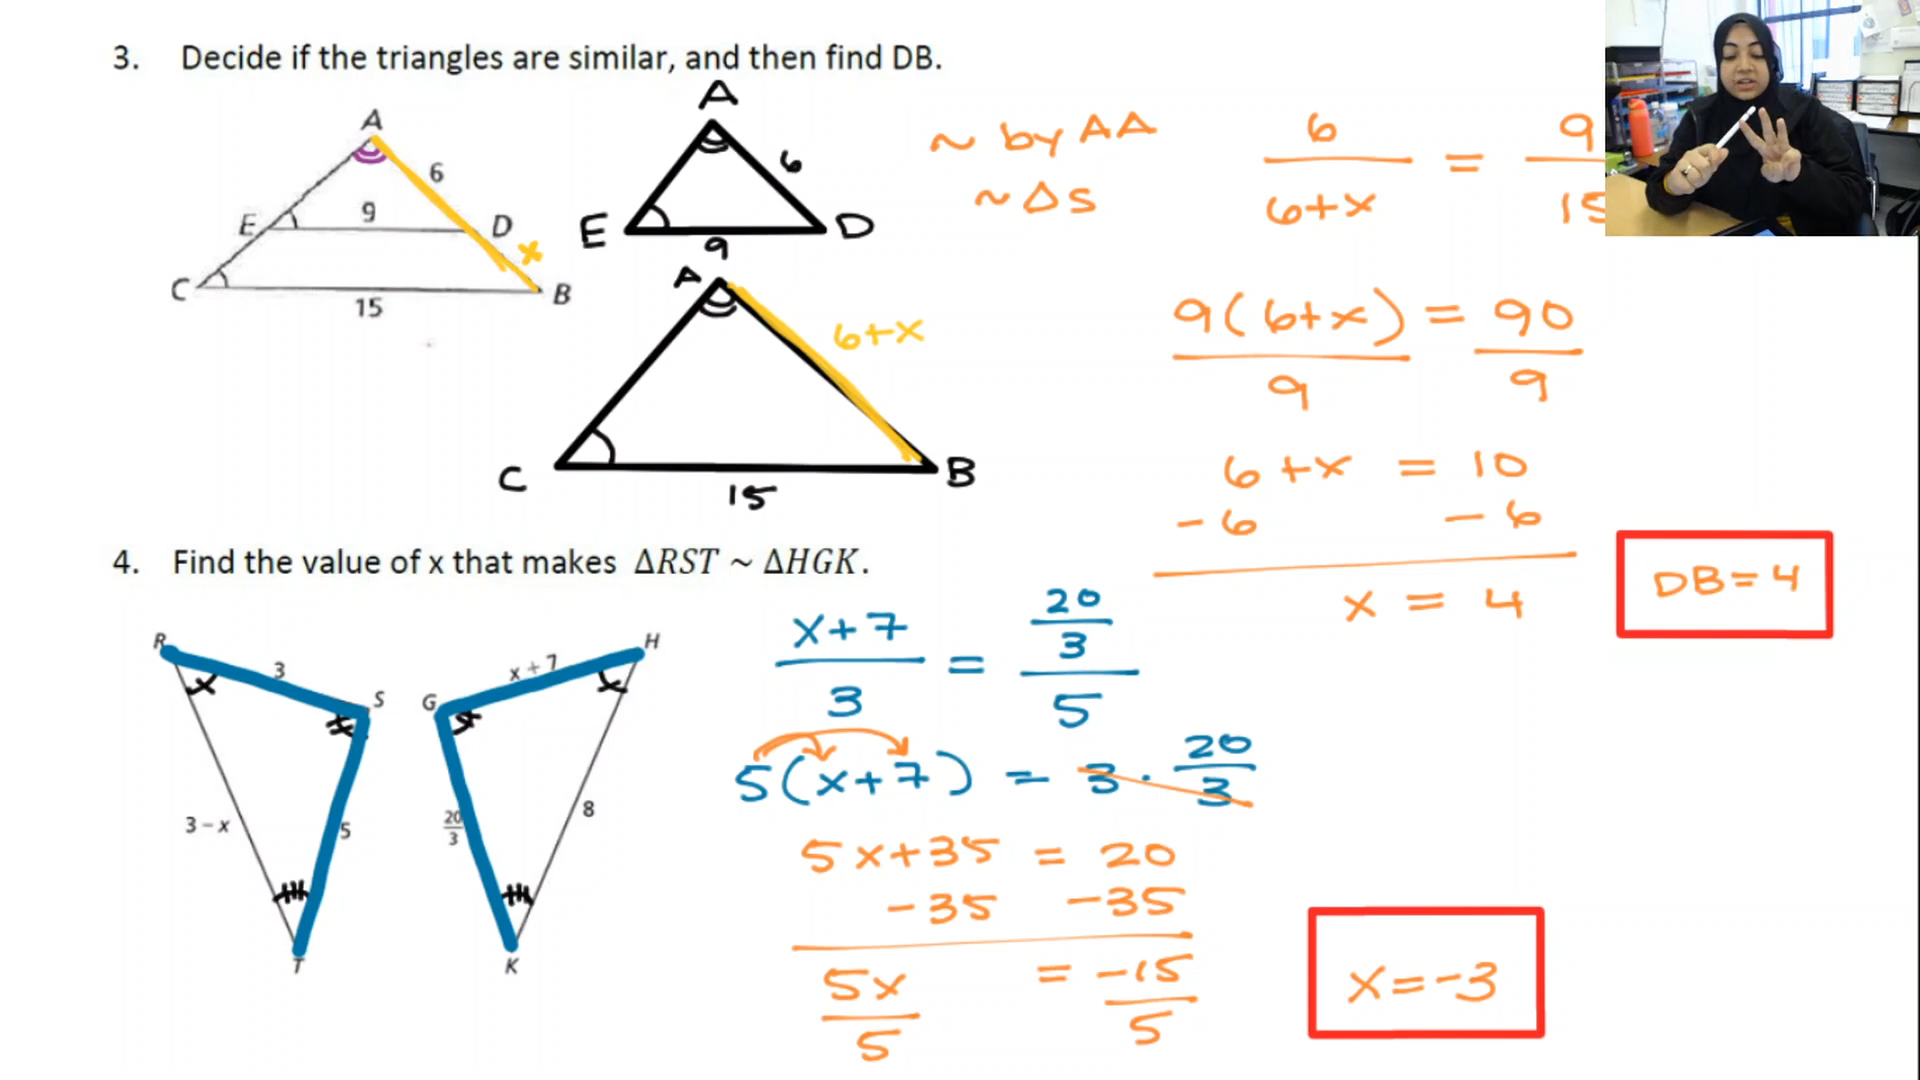 3. Decide if the triangles are similar, and then find DB.
A
6
9
E
D
x
C
B
15
A
6
E
D
9
A
6+x
C
B
15
~ by AA
~ ΔS
6 = 9
6+x 15
9(6+x) = 90
9 9
6+x = 10
-6 -6
x = 4
DB=4
4. Find the value of x that makes ΔRST ~ ΔHGK.
R
3
S
3 – x
5
T
H
x + 7
G
20
3
8
K
x+7 = 20
3
3 5
5(x+7) = 3 · 20
3
5x+35 = 20
-35 -35
5x = -15
5 5
x=-3